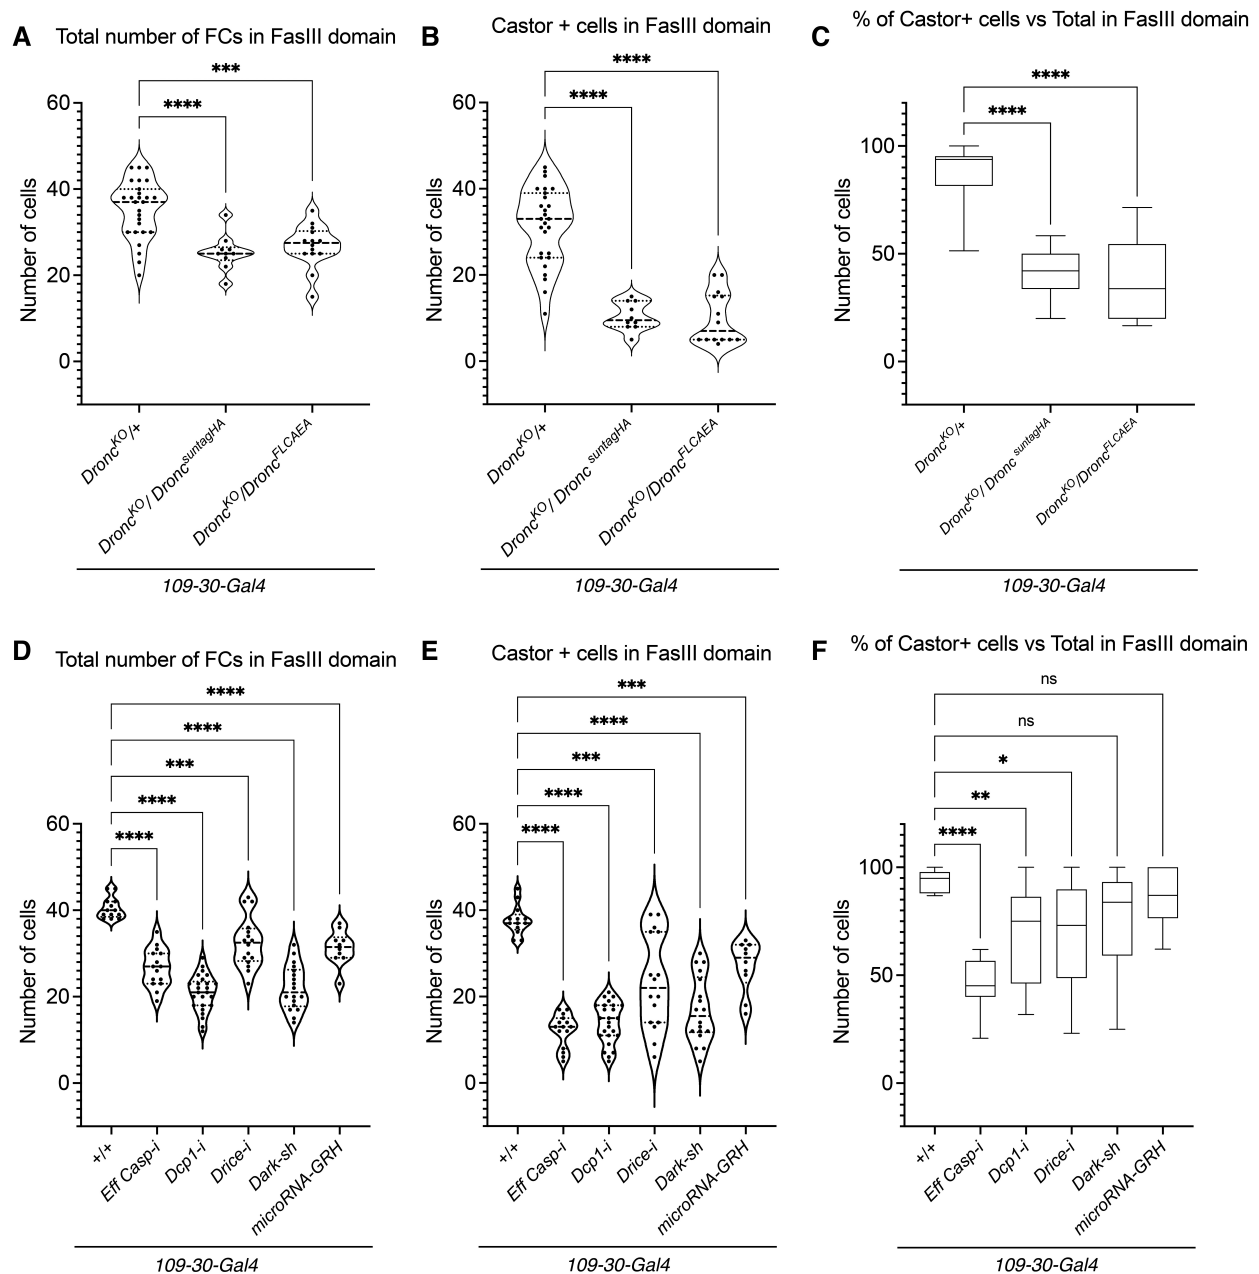 A
Total number of FCs in FasIII domain
***
****
60
40
20
0
Number of cells
Dronc^KO/+
Dronc^KO/ Dronc^suntagHA
Dronc^KO/Dronc^FLCAEA
109-30-Gal4
B
Castor + cells in FasIII domain
****
****
60
40
20
0
Number of cells
Dronc^KO/+
Dronc^KO/ Dronc ^suntagHA
Dronc^KO/Dronc^FLCAEA
109-30-Gal4
C
% of Castor+ cells vs Total in FasIII domain
****
****
100
50
0
Number of cells
Dronc^KO/+
Dronc^KO/ Dronc ^suntagHA
Dronc^KO/Dronc^FLCAEA
109-30-Gal4
D
Total number of FCs in FasIII domain
****
****
***
****
****
60
40
20
0
Number of cells
+/+
Eff Casp-i
Dcp1-i
Drice-i
Dark-sh
microRNA-GRH
109-30-Gal4
E
Castor + cells in FasIII domain
***
****
***
****
****
60
40
20
0
Number of cells
+/+
Eff Casp-i
Dcp1-i
Drice-i
Dark-sh
microRNA-GRH
109-30-Gal4
F
% of Castor+ cells vs Total in FasIII domain
ns
ns
*
**
****
100
50
0
Number of cells
+/+
Eff Casp-i
Dcp1-i
Drice-i
Dark-sh
microRNA-GRH
109-30-Gal4